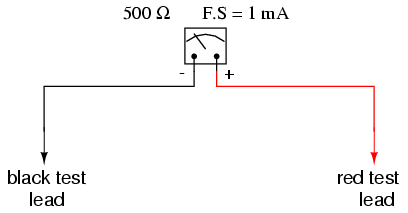 500 Ω F.S = 1 mA
- +
black test
lead
red test
lead